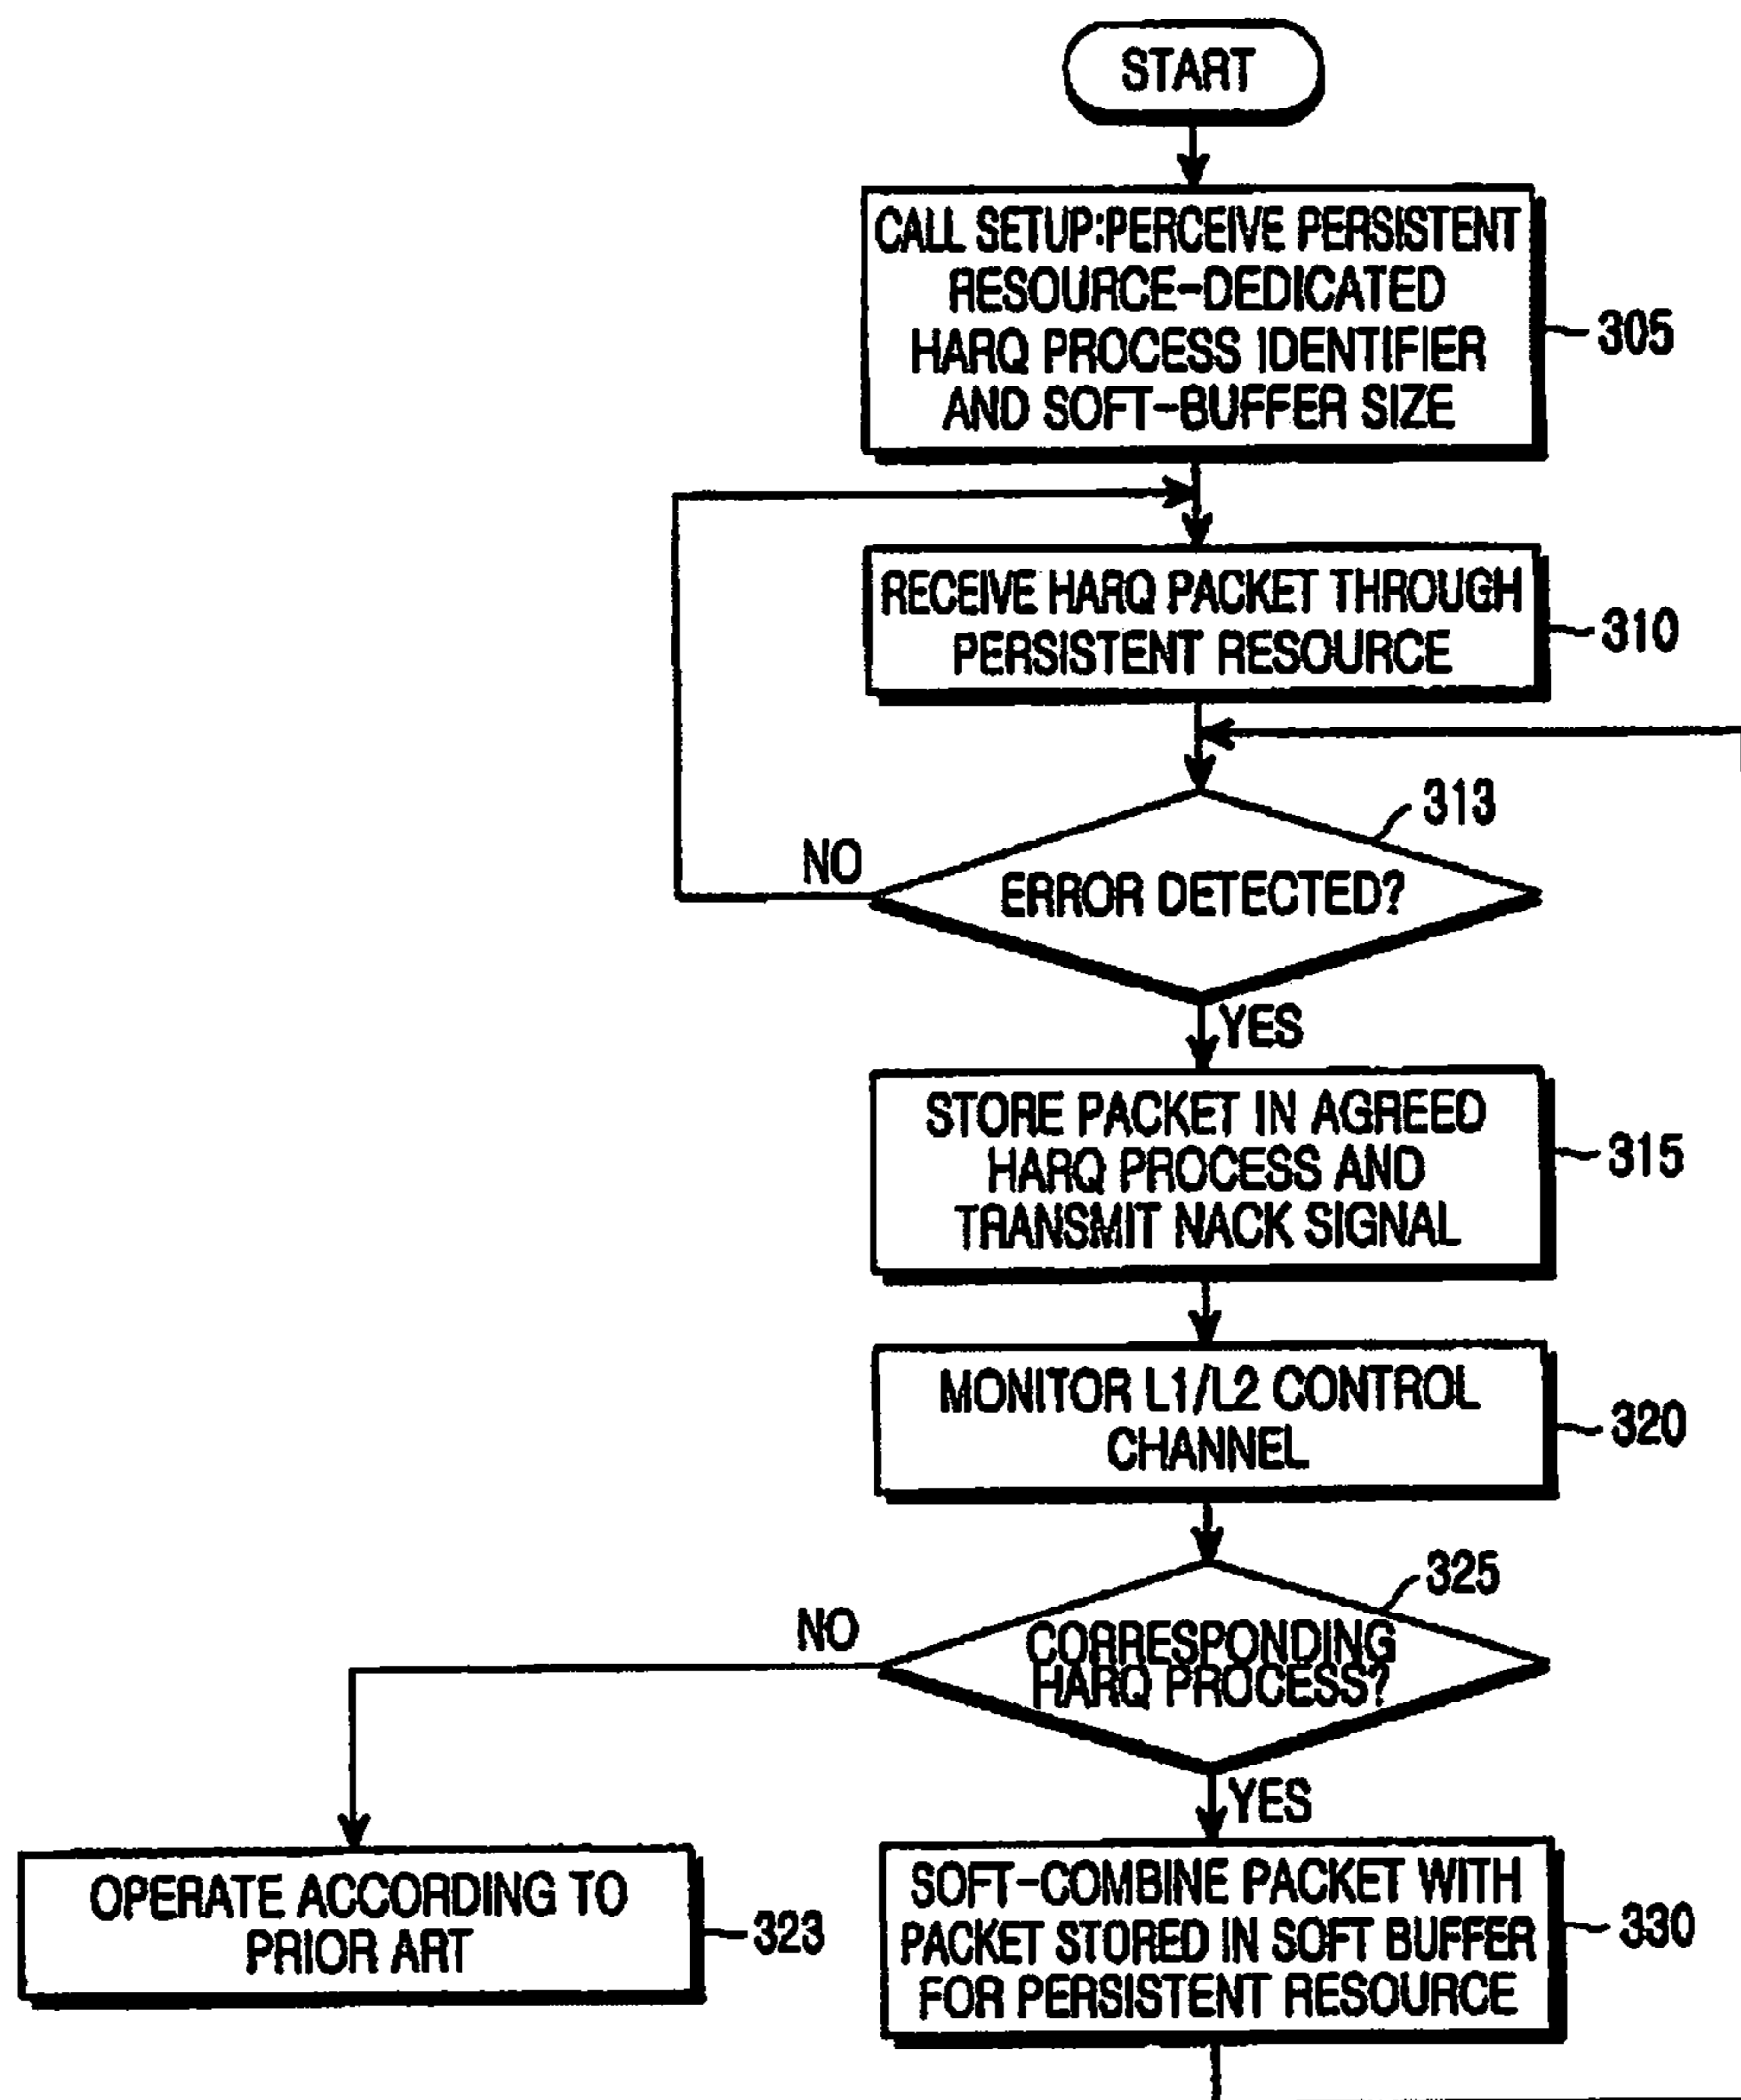 START
CALL SETUP:PERCEIVE PERSISTENT
RESOURCE-DEDICATED
HARQ PROCESS IDENTIFIER
AND SOFT-BUFFER SIZE
305
RECEIVE HARQ PACKET THROUGH
PERSISTENT RESOURCE
310
313
NO
ERROR DETECTED?
YES
STORE PACKET IN AGREED
HARQ PROCESS AND
TRANSMIT NACK SIGNAL
315
MONITOR L1/L2 CONTROL
CHANNEL
320
325
NO
CORRESPONDING
HARQ PROCESS?
YES
OPERATE ACCORDING TO
PRIOR ART
323
SOFT-COMBINE PACKET WITH
PACKET STORED IN SOFT BUFFER
FOR PERSISTENT RESOURCE
330